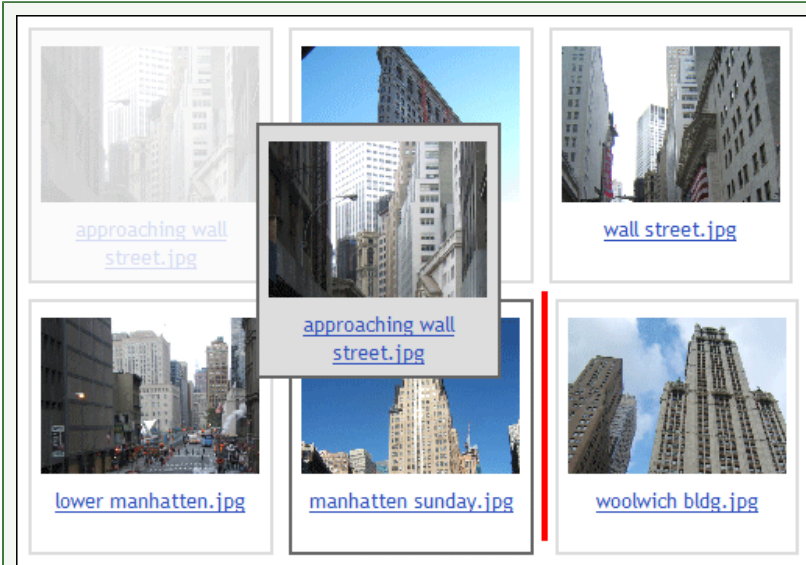 approaching wall
street.jpg
wall street.jpg
approaching wall
street.jpg
lower manhatten.jpg
manhatten sunday.jpg
woolwich bldg.jpg